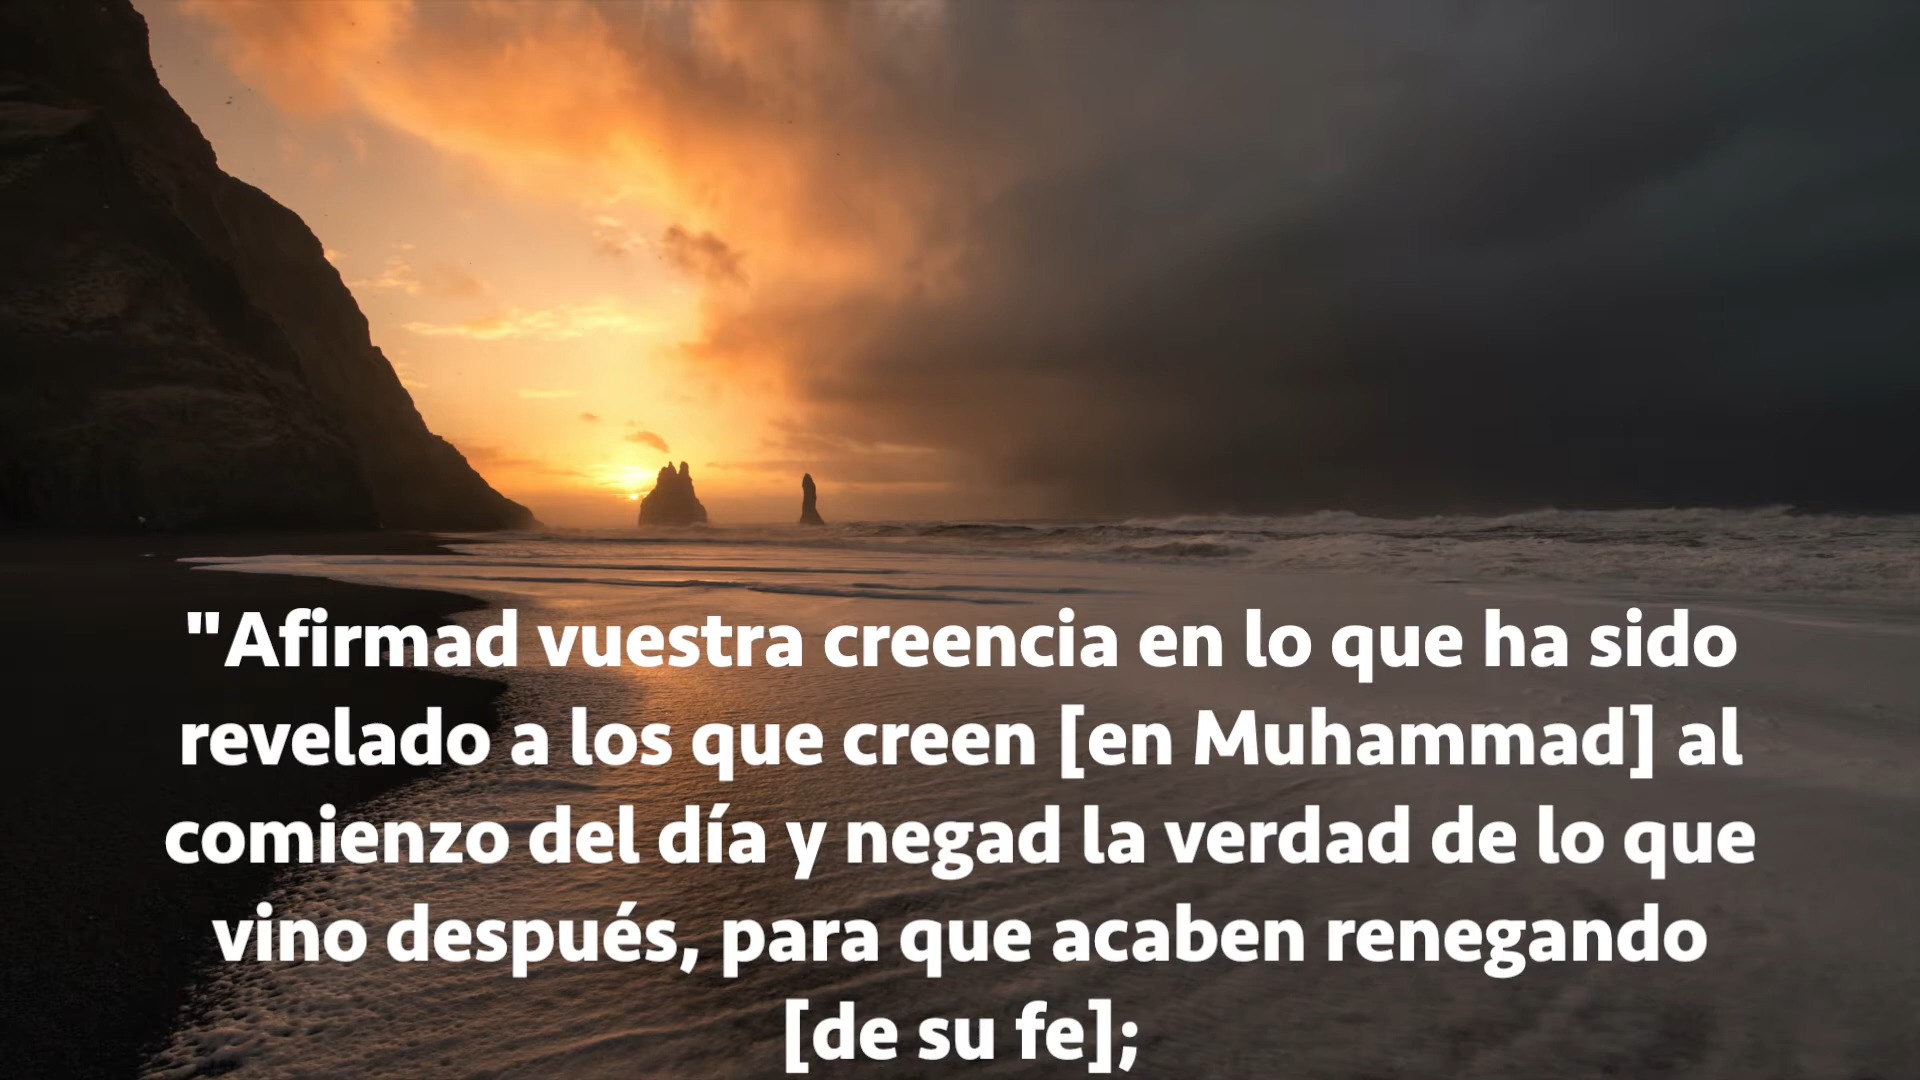 "Afirmad vuestra creencia en lo que ha sido
revelado a los que creen [en Muhammad] al
comienzo del día y negad la verdad de lo que
vino después, para que acaben renegando
[de su fe];